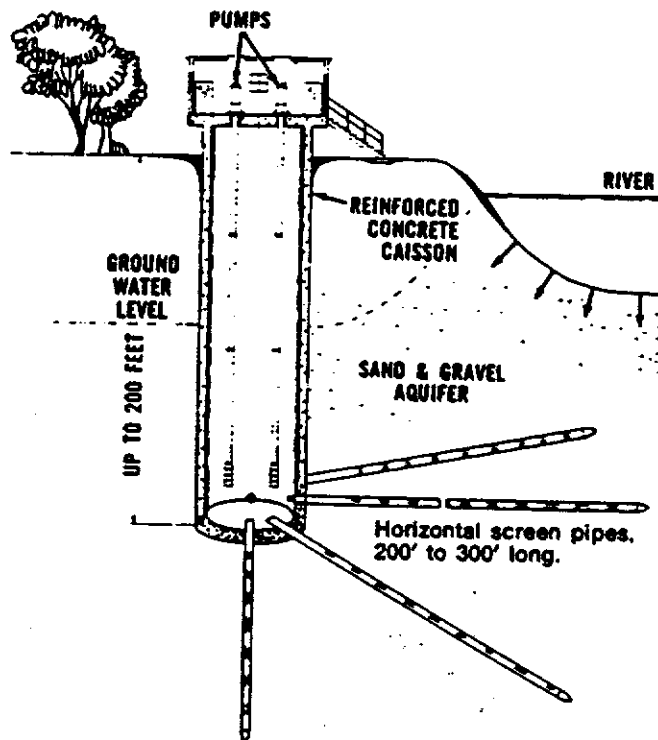 PUMPS
RIVER
REINFORCED
CONCRETE
CAISSON
GROUND
WATER
LEVEL
UP TO 200 FEET
SAND & GRAVEL
AQUIFER
Horizontal screen pipes,
200' to 300' long.